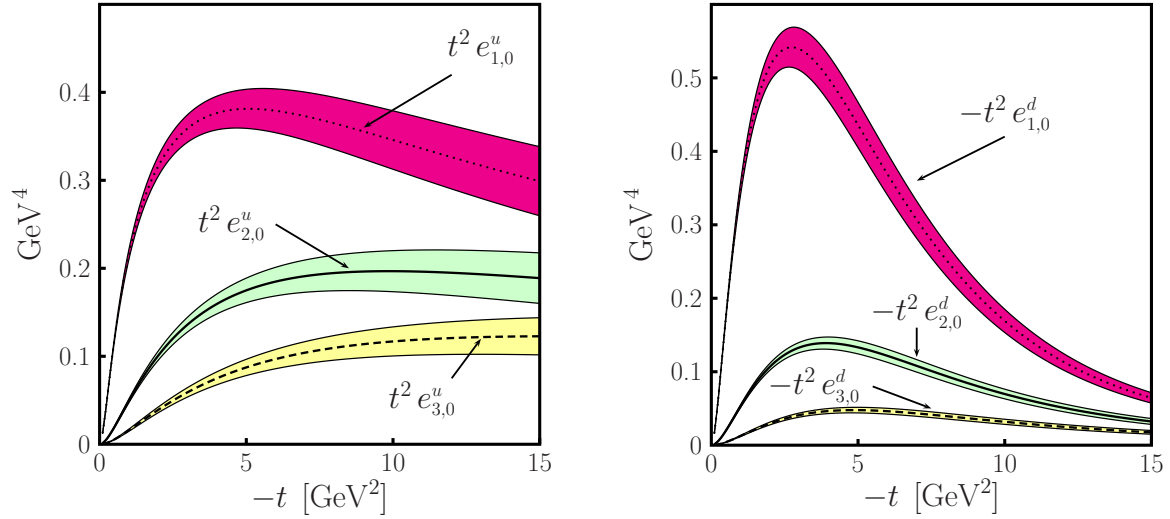 GeV⁴
0.4
0.3
0.2
0.1
0
t² e^u_{1,0}
t² e^u_{2,0}
t² e^u_{3,0}
0 5 10 15
−t [GeV²]
GeV⁴
0.5
0.4
0.3
0.2
0.1
0
−t² e^d_{1,0}
−t² e^d_{2,0}
−t² e^d_{3,0}
0 5 10 15
−t [GeV²]